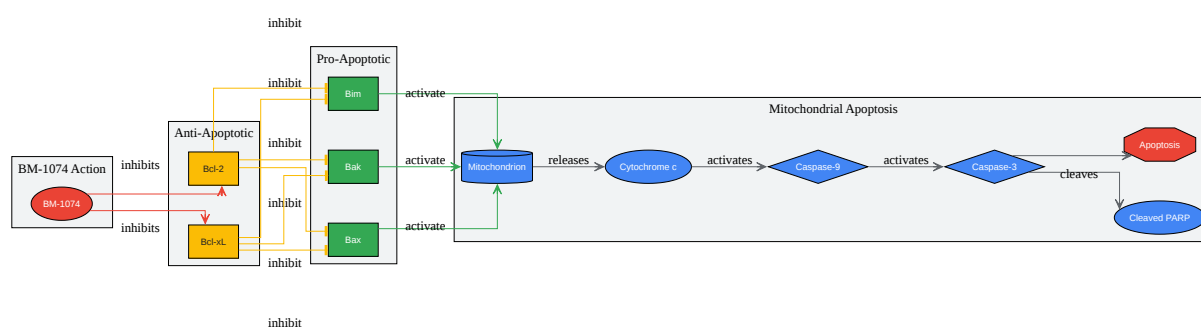 inhibit
Pro-Apoptotic
inhibit
Bim
activate
Mitochondrial Apoptosis
Anti-Apoptotic
inhibit
Apoptosis
BM-1074 Action
inhibits
Bcl-2
Bak
activate
Mitochondrion
releases
Cytochrome c
activates
Caspase-9
activates
Caspase-3
cleaves
BM-1074
inhibit
Cleaved PARP
inhibits
Bcl-xL
Bax
activate
inhibit
inhibit